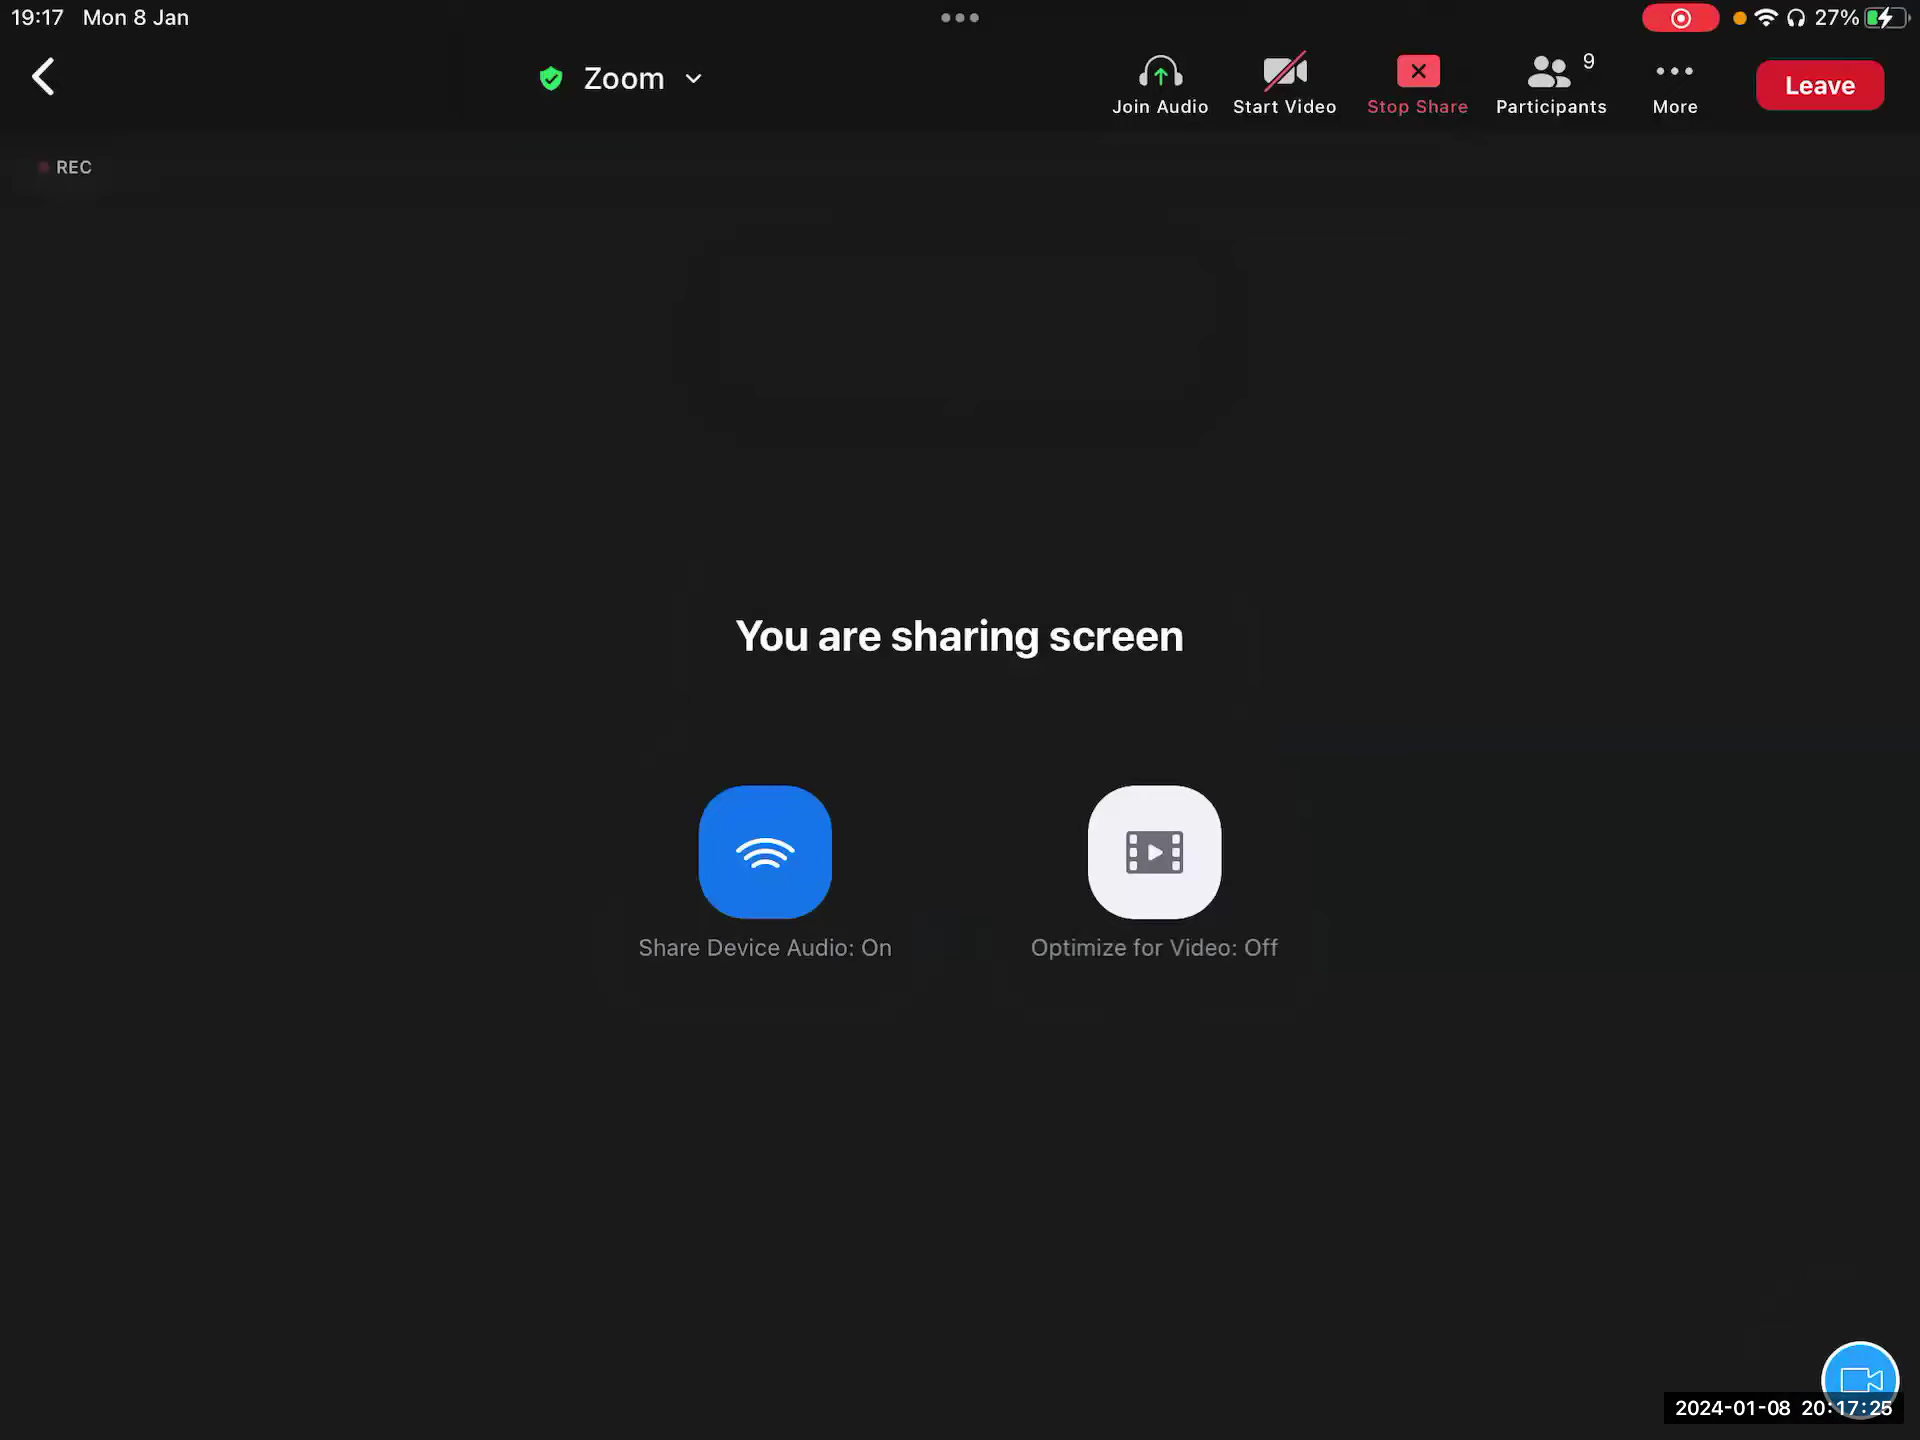 19:17 Mon 8 Jan
27%
Zoom
9
Join Audio
Start Video
Stop Share
Participants
More
Leave
REC
You are sharing screen
Share Device Audio: On
Optimize for Video: Off
2024-01-08 20:17:25